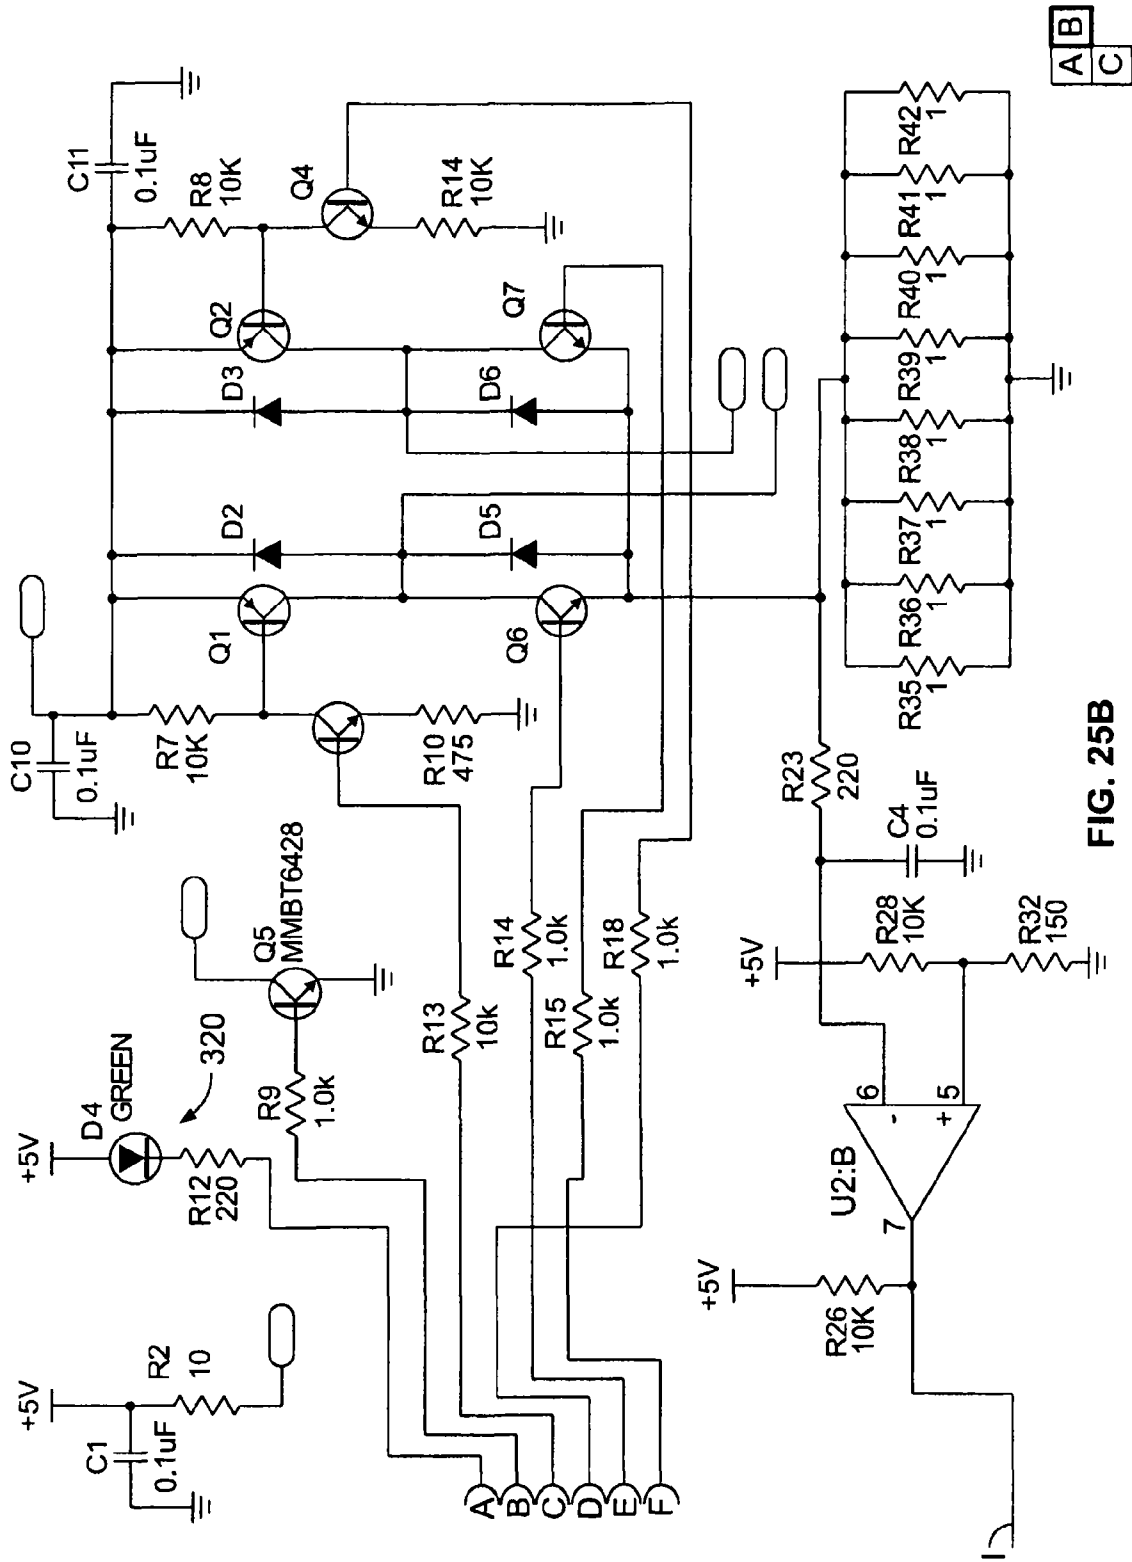 +5V
C1
0.1uF
R2
10
+5V
D4
GREEN
320
R12
220
R9
1.0k
Q5
MMBT6428
C10
0.1uF
R7
10K
R10
475
Q1
D2
D3
Q2
R8
10K
C11
0.1uF
Q4
R14
10K
Q6
D5
D6
Q7
R13
10k
R14
1.0k
R15
1.0k
R18
1.0k
A
B
C
D
E
F
+5V
R26
10K
U2:B
7
6
-
+
5
+5V
R28
10K
R32
150
C4
0.1uF
R23
220
R35
1
R36
1
R37
1
R38
1
R39
1
R40
1
R41
1
R42
1
I
FIG. 25B
A B
C